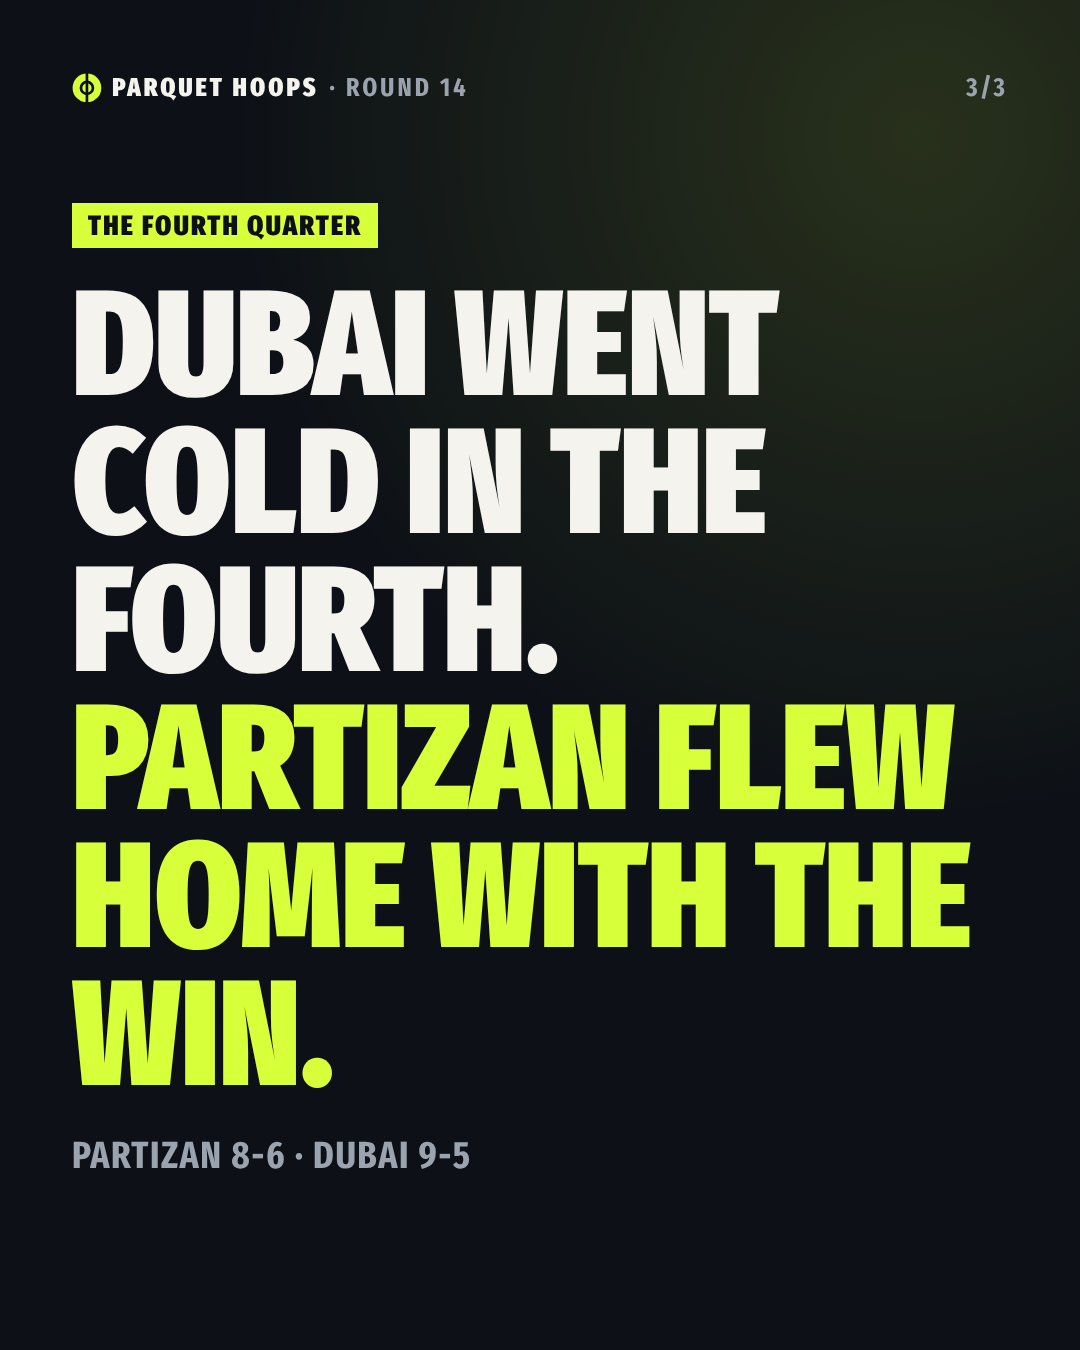 PARQUET HOOPS · ROUND 14
3/3
THE FOURTH QUARTER
DUBAI WENT
COLD IN THE
FOURTH.
PARTIZAN FLEW
HOME WITH THE
WIN.
PARTIZAN 8-6 · DUBAI 9-5